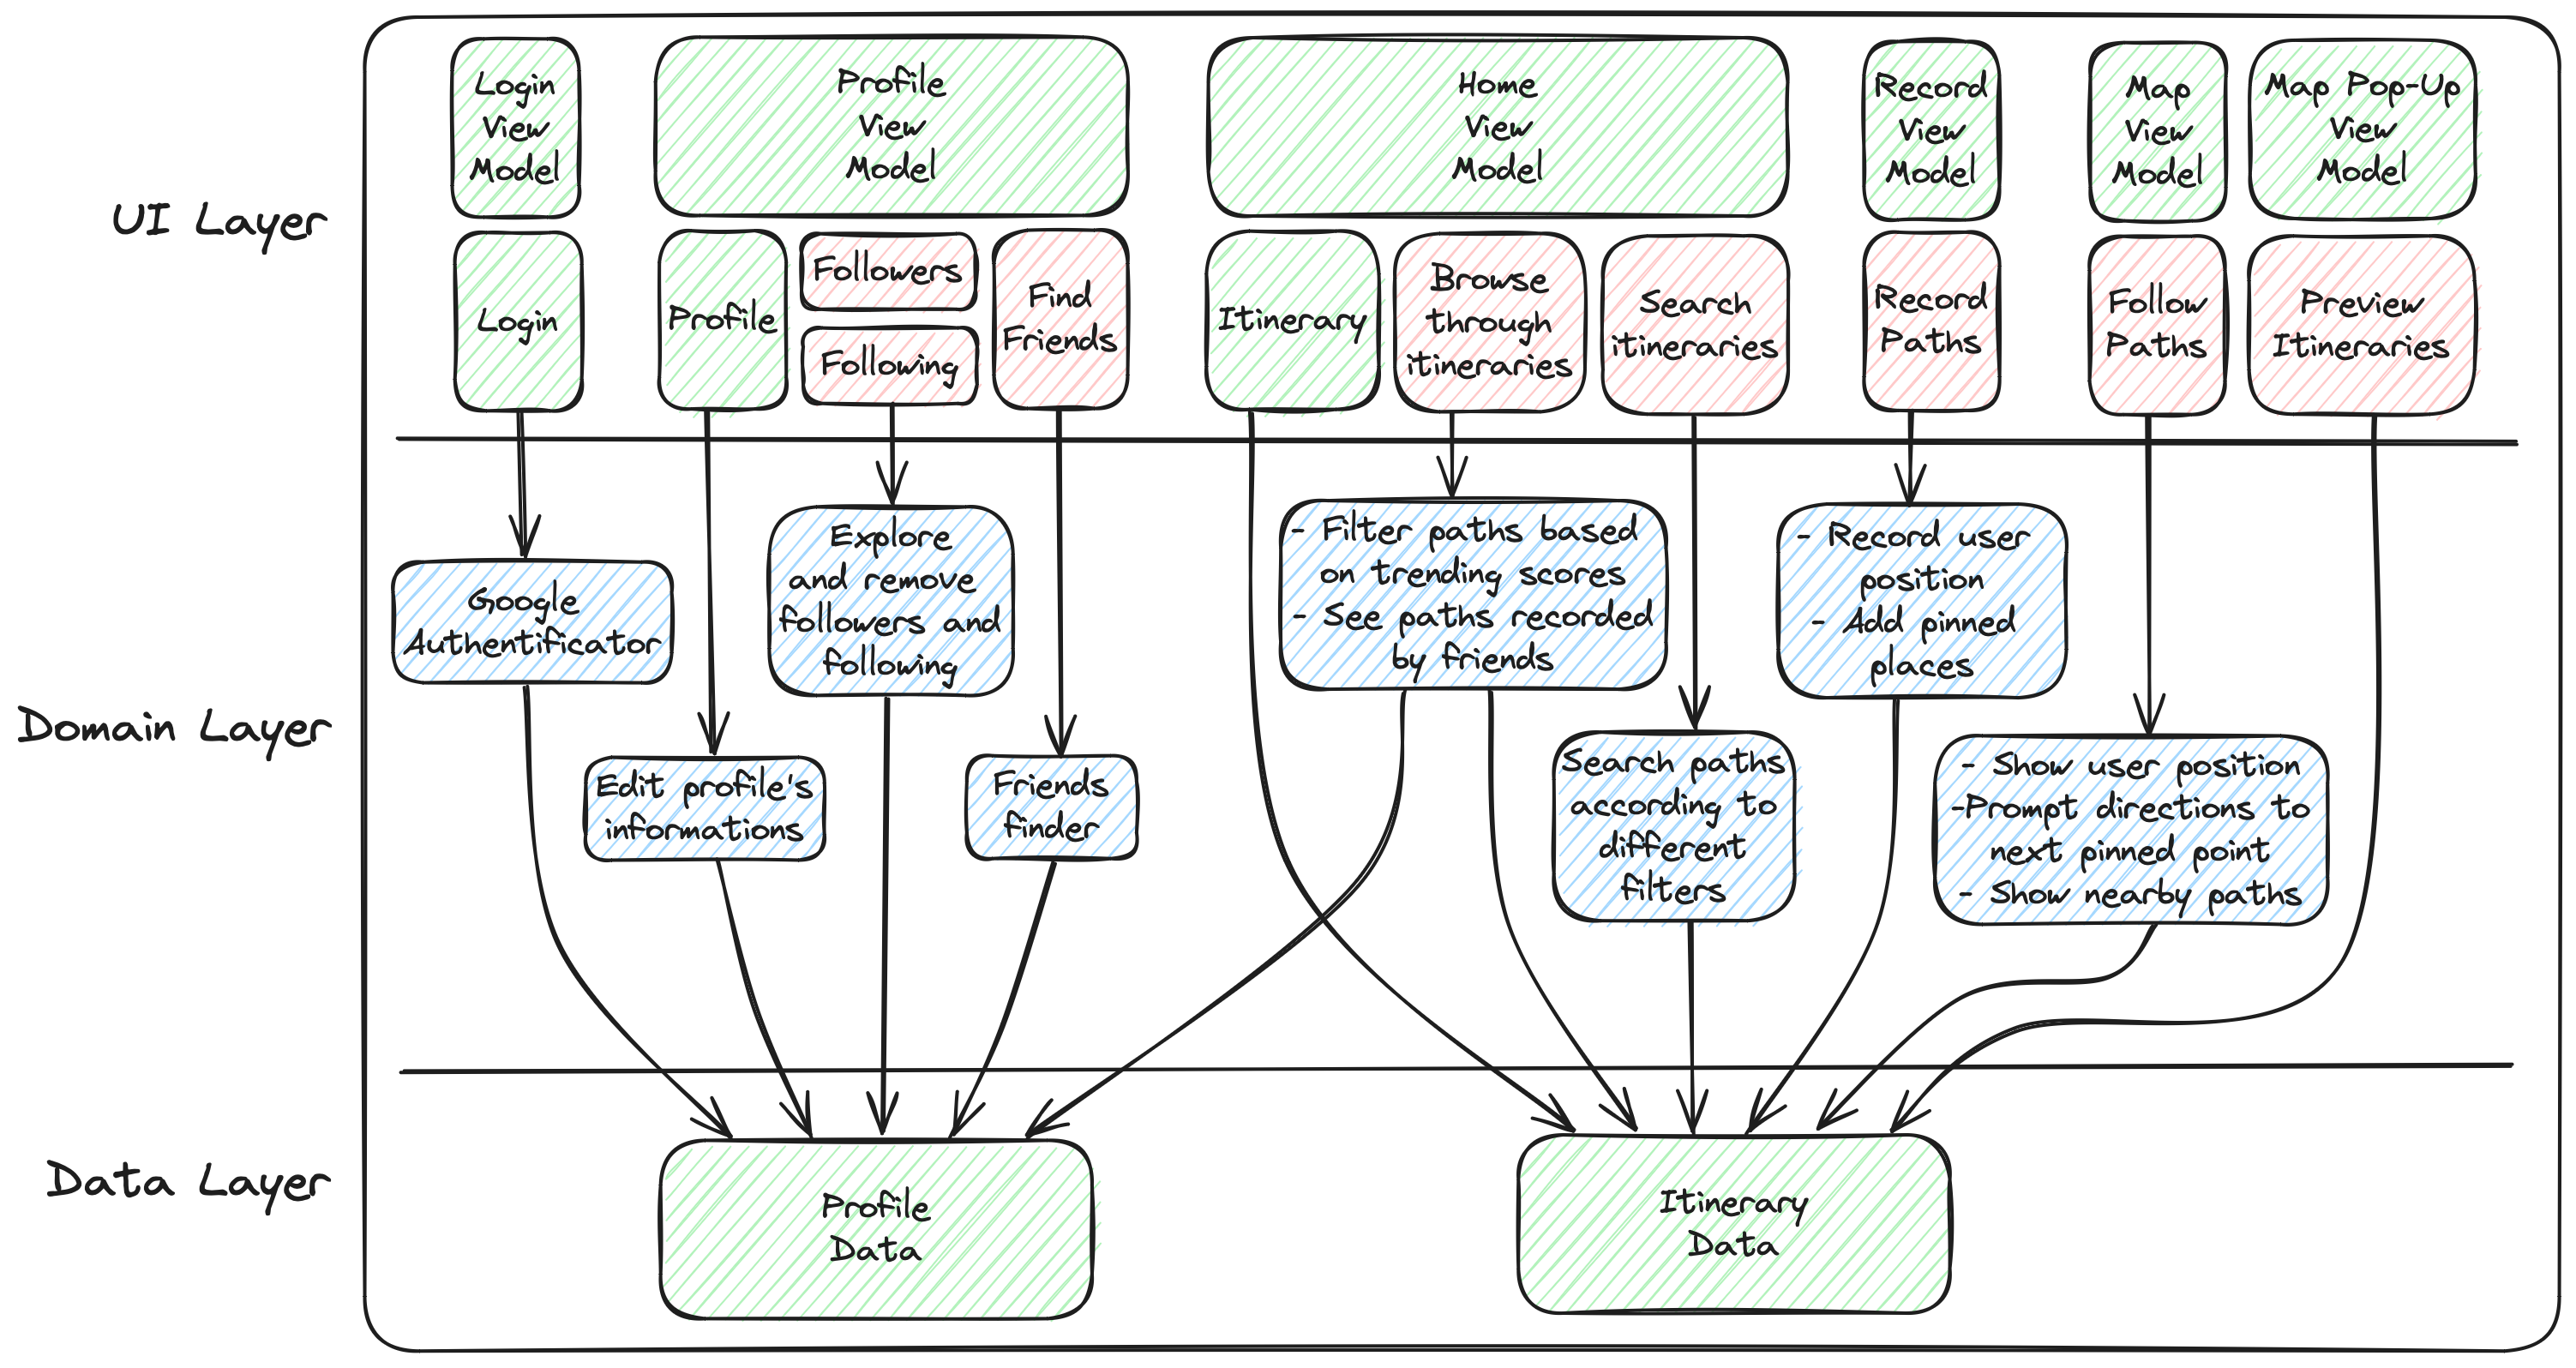 Login
View
Model
Profile
View
Model
Home
View
Model
Record
View
Model
Map
View
Model
Map Pop-Up
View
Model
UI Layer
Login
Profile
Followers
Following
Find
Friends
Itinerary
Browse
through
itineraries
Search
itineraries
Record
Paths
Follow
Paths
Preview
Itineraries
Domain Layer
Google
Authentificator
Explore
and remove
followers and
following
- Filter paths based
on trending scores
- See paths recorded
by friends
- Record user
position
- Add pinned
places
Edit profile's
informations
Friends
finder
Search paths
according to
different
filters
- Show user position
-Prompt directions to
next pinned point
- Show nearby paths
Data Layer
Profile
Data
Itinerary
Data